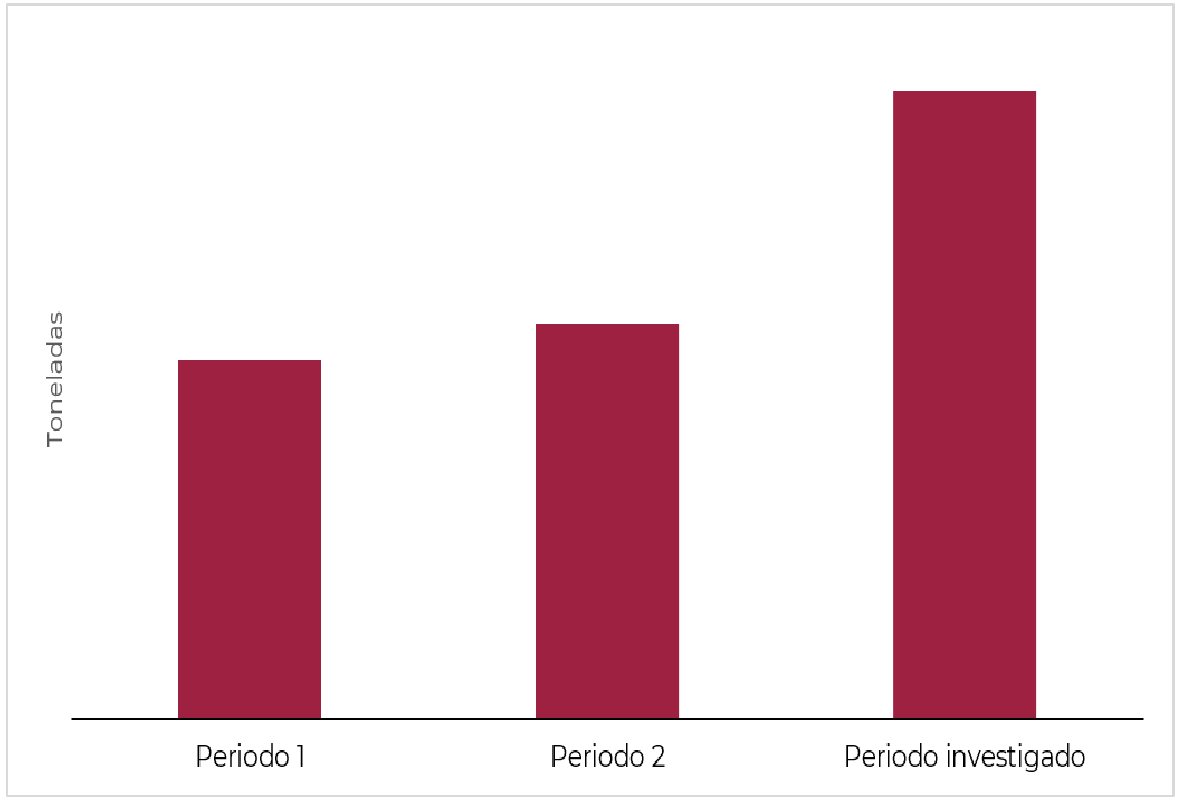 Toneladas
Periodo 1
Periodo 2
Periodo investigado